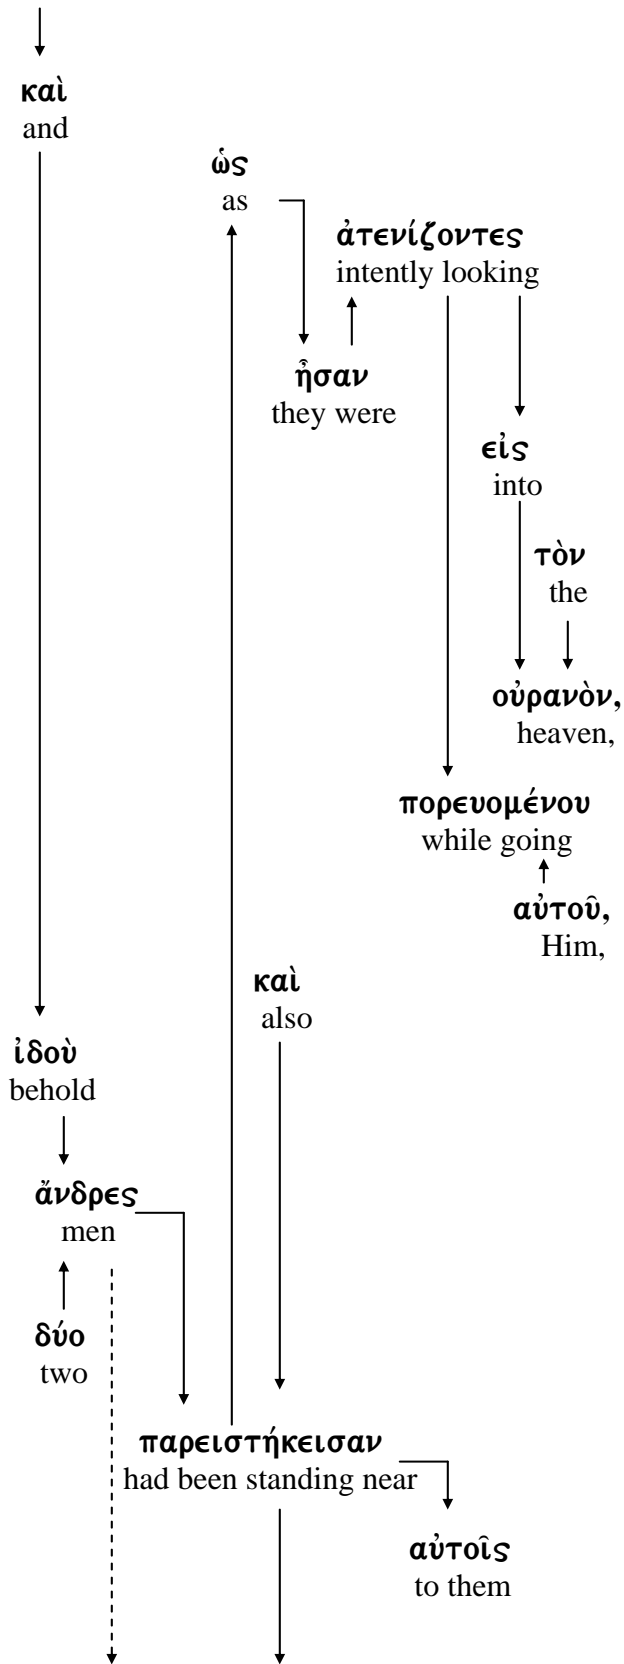 καὶ
and
ὡς
as
ἀτενίζοντες
intently looking
ἦσαν
they were
εἰς
into
τὸν
the
οὐρανὸν,
heaven,
πορευομένου
while going
αὐτοῦ,
Him,
καὶ
also
ἰδοὺ
behold
ἄνδρες
men
δύο
two
παρειστήκεισαν
had been standing near
αὐτοῖς
to them